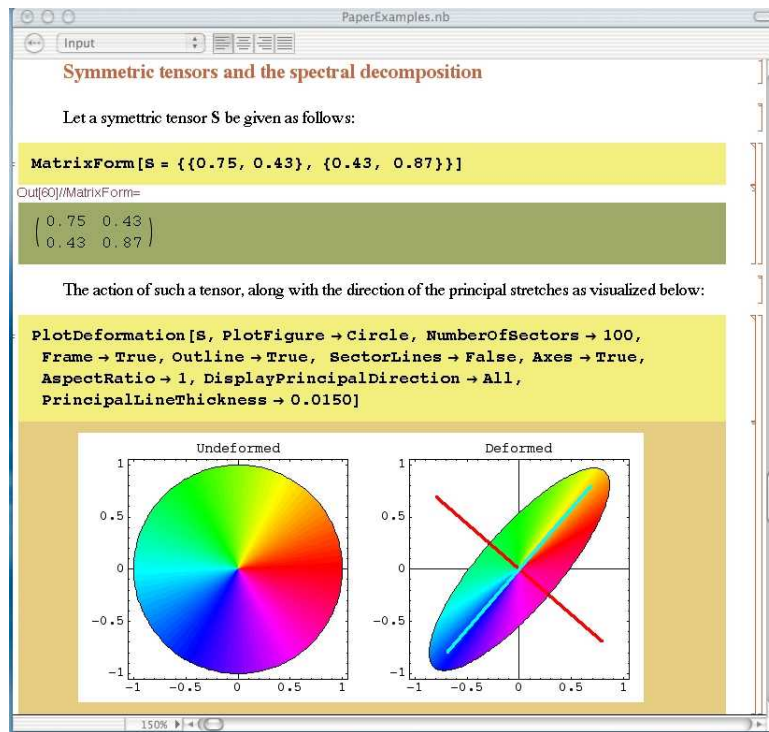 PaperExamples.nb
Input
Symmetric tensors and the spectral decomposition
Let a symettric tensor S be given as follows:
MatrixForm[S = {{0.75, 0.43}, {0.43, 0.87}}]
Out[60]//MatrixForm=
0.75 0.43
0.43 0.87
The action of such a tensor, along with the direction of the principal stretches as visualized below:
PlotDeformation[S, PlotFigure → Circle, NumberOfSectors → 100,
Frame → True, Outline → True, SectorLines → False, Axes → True,
AspectRatio → 1, DisplayPrincipalDirection → All,
PrincipalLineThickness → 0.0150]
Undeformed
1
0.5
0
-0.5
-1
-1 -0.5 0 0.5 1
Deformed
1
0.5
0
-0.5
-1
-1 -0.5 0 0.5 1
150%